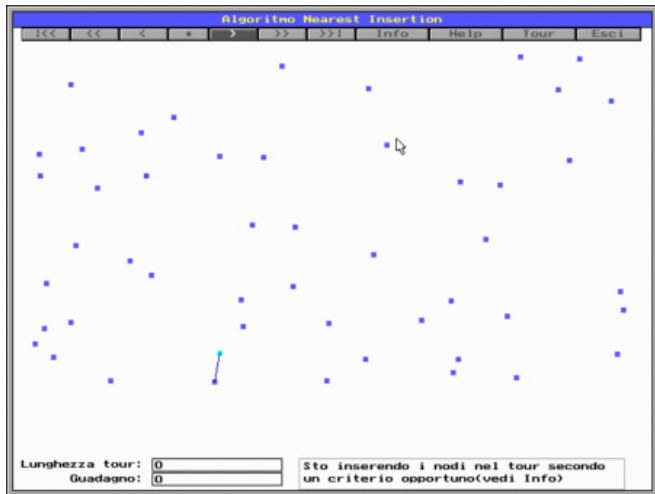 Algoritmo Nearest Insertion
:<< << < ▪ > >> >>: Info Help Tour Esci
Lunghezza tour: 0
Guadagno: 0
Sto inserendo i nodi nel tour secondo
un criterio opportuno(vedi Info)